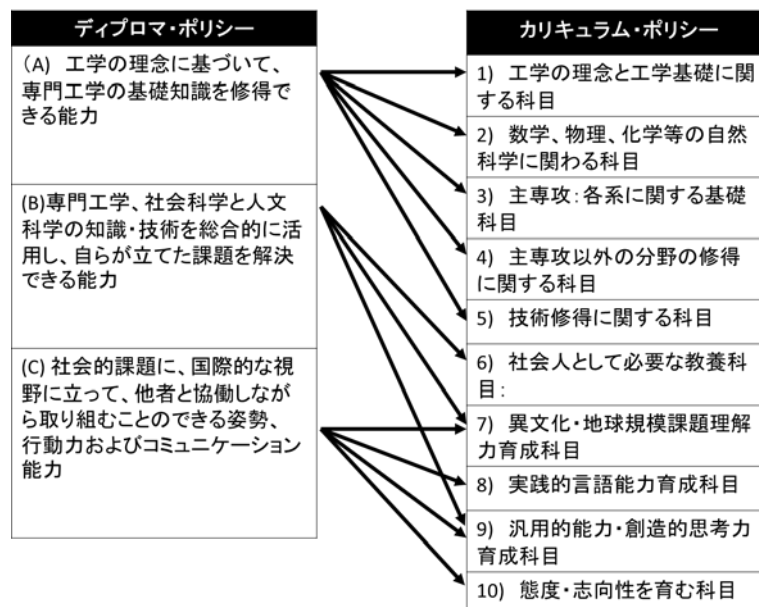 ディプロマ・ポリシー
(A) 工学の理念に基づいて、
専門工学の基礎知識を修得で
きる能力
(B)専門工学、社会科学と人文
科学の知識・技術を総合的に活
用し、自らが立てた課題を解決
できる能力
(C) 社会的課題に、国際的な視
野に立って、他者と協働しなが
ら取り組むことのできる姿勢、
行動力およびコミュニケーション
能力
カリキュラム・ポリシー
1) 工学の理念と工学基礎に関
する科目
2) 数学、物理、化学等の自然
科学に関わる科目
3) 主専攻:各系に関する基礎
科目
4) 主専攻以外の分野の修得
に関する科目
5) 技術修得に関する科目
6) 社会人として必要な教養科
目:
7) 異文化・地球規模課題理解
力育成科目
8) 実践的言語能力育成科目
9) 汎用的能力・創造的思考力
育成科目
10) 態度・志向性を育む科目